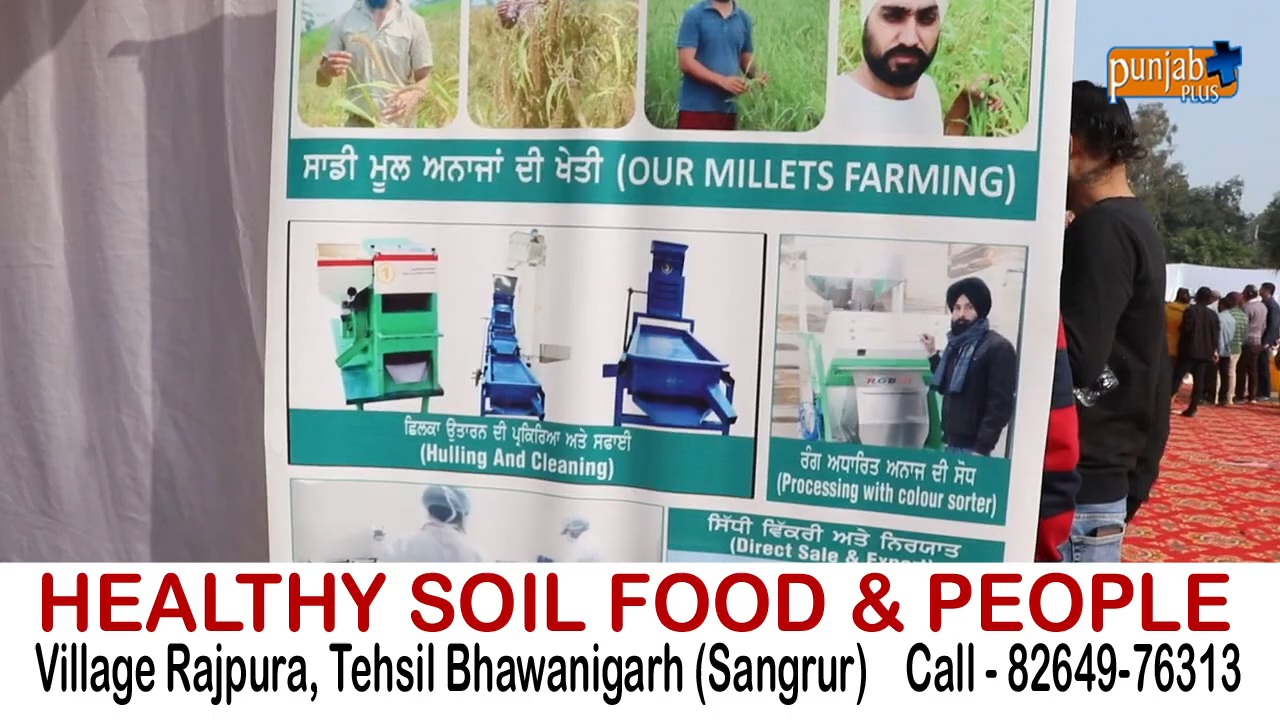 punjab
PLUS
ਸਾਡੀ ਮੂਲ ਅਨਾਜਾਂ ਦੀ ਖੇਤੀ (OUR MILLETS FARMING)
ਛਿਲਕਾ ਉਤਾਰਨ ਦੀ ਪ੍ਰਕਿਰਿਆ ਅਤੇ ਸਫਾਈ
(Hulling And Cleaning)
RGB
ਰੰਗ ਅਧਾਰਿਤ ਅਨਾਜ ਦੀ ਸੋਧ
(Processing with colour sorter)
ਸਿੱਧੀ ਵਿੱਕਰੀ ਅਤੇ ਨਿਰਯਾਤ
(Direct Sale & Export)
HEALTHY SOIL FOOD & PEOPLE
Village Rajpura, Tehsil Bhawanigarh (Sangrur) Call - 82649-76313